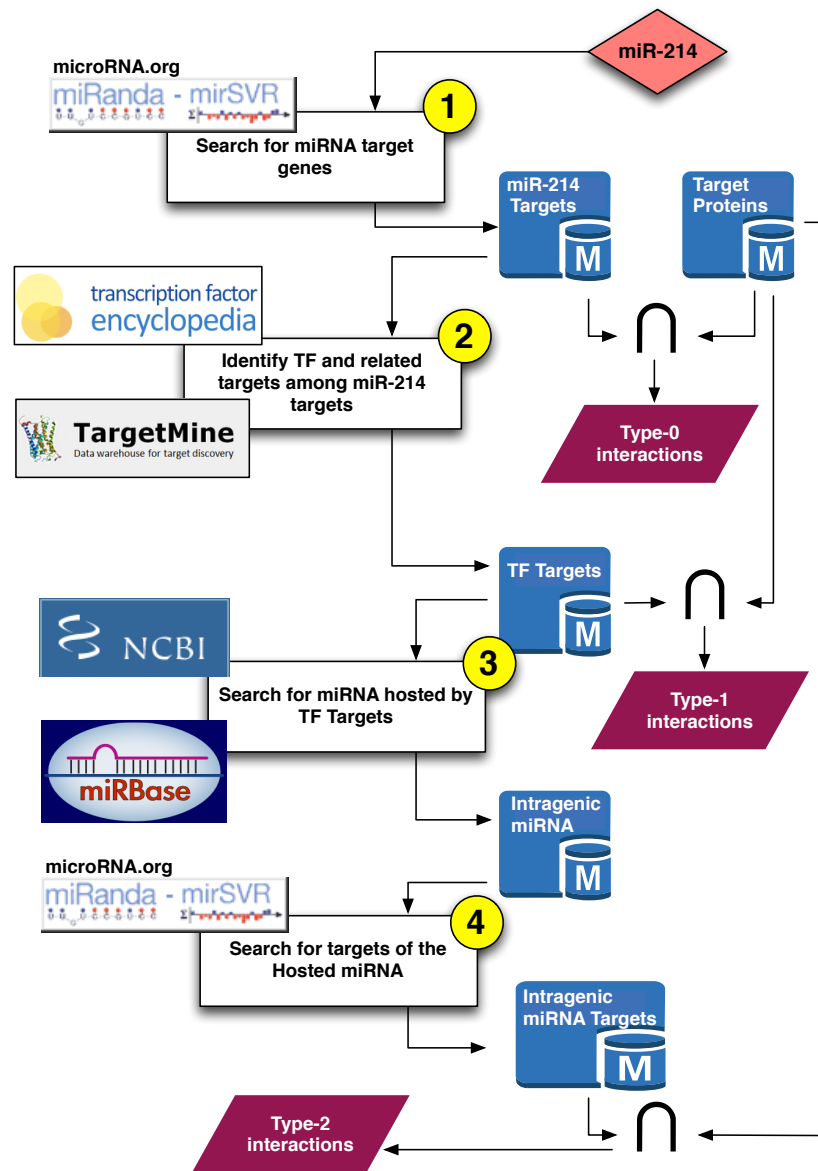 miR-214
microRNA.org
miRanda - mirSVR
1
Search for miRNA target
genes
miR-214
Targets
M
Target
Proteins
M
transcription factor
encyclopedia
2
Identify TF and related
targets among miR-214
targets
TargetMine
Data warehouse for target discovery
⋂
Type-0
interactions
TF Targets
M
⋂
NCBI
3
Search for miRNA hosted by
TF Targets
Type-1
interactions
miRBase
Intragenic
miRNA
M
microRNA.org
miRanda - mirSVR
4
Search for targets of the
Hosted miRNA
Intragenic
miRNA Targets
M
⋂
Type-2
interactions